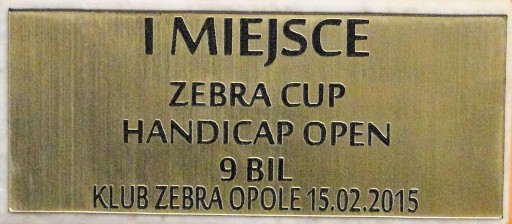 I MIEJSCE
ZEBRA CUP
HANDICAP OPEN
9 BIL
KLUB ZEBRA OPOLE 15.02.2015